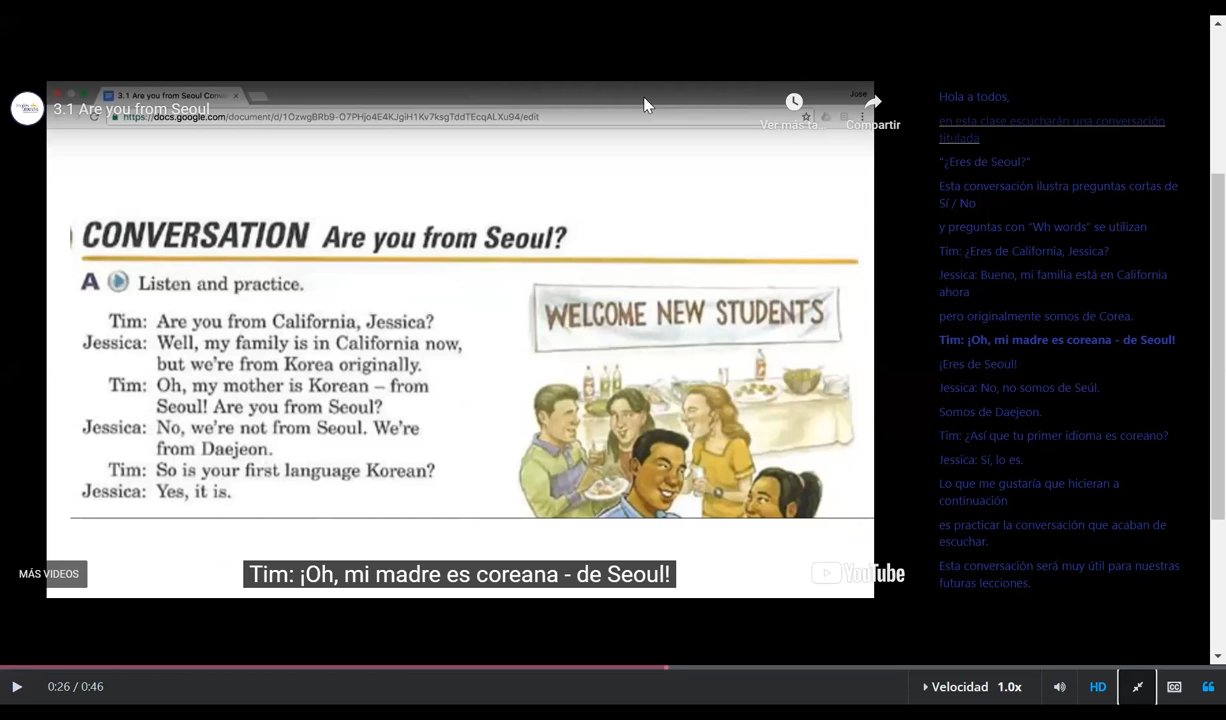 3.1 Are you from Seoul Conv
Jose
3.1 Are you from Seoul
https://docs.google.com/document/d/1OzwgBRb9-O7PHjo4E4KJgiH1Kv7ksgTddTEcqALXu94/edit
Ver más ta...
Compartir
CONVERSATION Are you from Seoul?
A Listen and practice.
Tim: Are you from California, Jessica?
Jessica: Well, my family is in California now,
but we're from Korea originally.
Tim: Oh, my mother is Korean – from
Seoul! Are you from Seoul?
Jessica: No, we're not from Seoul. We're
from Daejeon.
Tim: So is your first language Korean?
Jessica: Yes, it is.
WELCOME NEW STUDENTS
MÁS VIDEOS
Tim: ¡Oh, mi madre es coreana - de Seoul!
YouTube
Hola a todos,
en esta clase escucharán una conversación
titulada
"¿Eres de Seoul?"
Esta conversación ilustra preguntas cortas de
Sí / No
y preguntas con "Wh words" se utilizan
Tim: ¿Eres de California, Jessica?
Jessica: Bueno, mi familia está en California
ahora
pero originalmente somos de Corea.
Tim: ¡Oh, mi madre es coreana - de Seoul!
¡Eres de Seoul!
Jessica: No, no somos de Seúl.
Somos de Daejeon.
Tim: ¿Así que tu primer idioma es coreano?
Jessica: Sí, lo es.
Lo que me gustaría que hicieran a
continuación
es practicar la conversación que acaban de
escuchar.
Esta conversación será muy útil para nuestras
futuras lecciones.
0:26 / 0:46
Velocidad 1.0x
HD
CC